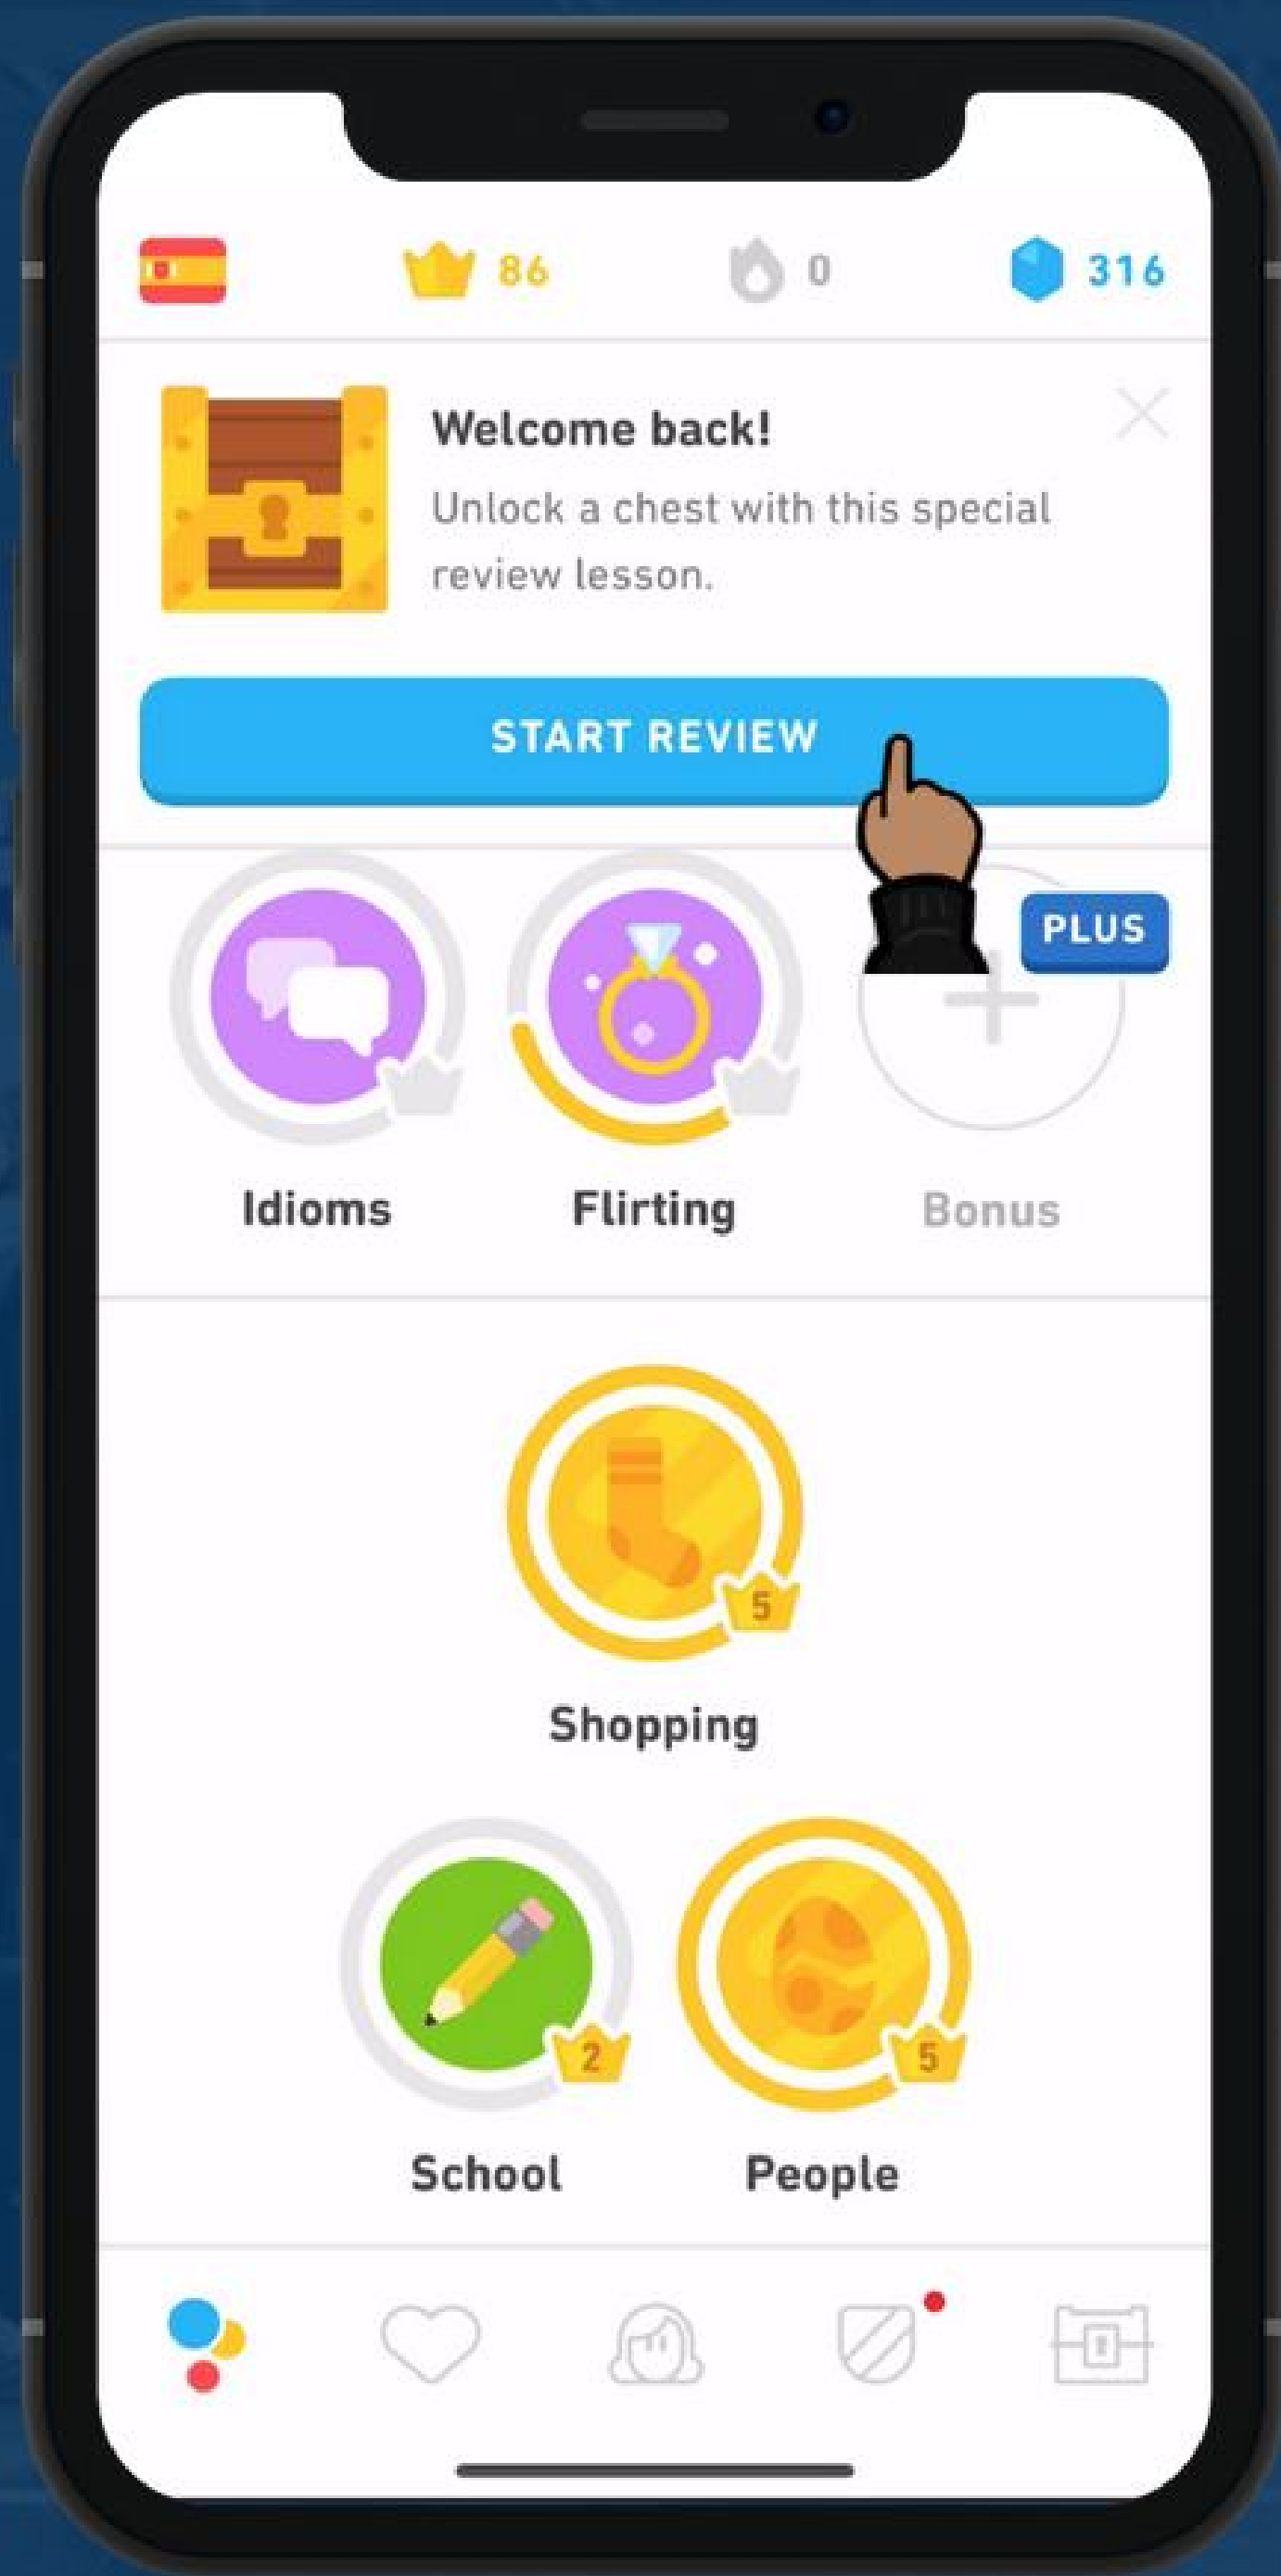 86
0
316
Welcome back!
Unlock a chest with this special
review lesson.
START REVIEW
PLUS
Idioms
Flirting
Bonus
5
Shopping
2
5
School
People